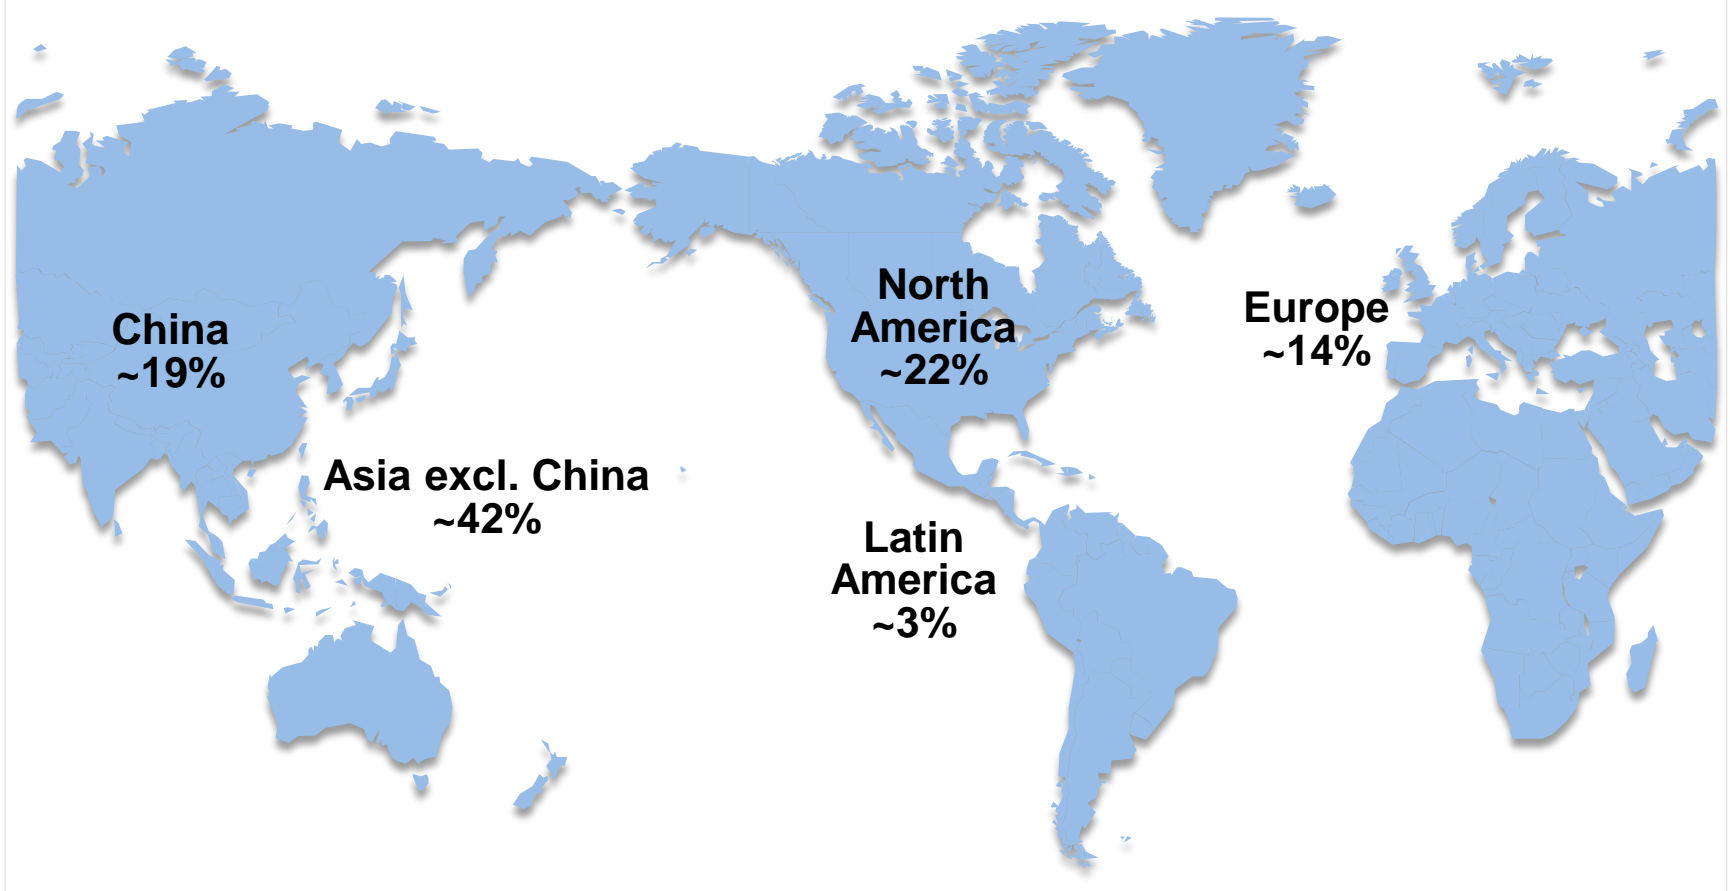 China
~19%
Asia excl. China
~42%
North
America
~22%
Latin
America
~3%
Europe
~14%